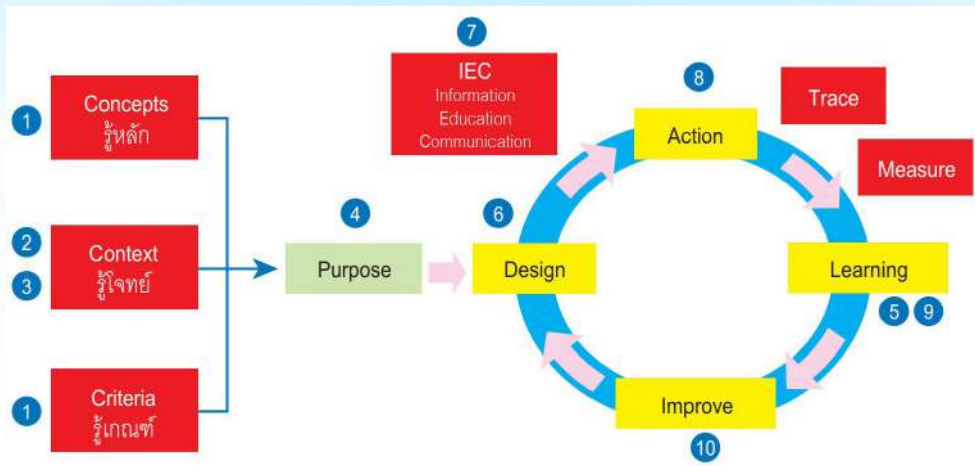 1
Concepts
รู้หลัก
2
3
Context
รู้โจทย์
1
Criteria
รู้เกณฑ์
4
Purpose
6
Design
7
IEC
Information
Education
Communication
8
Action
Trace
Measure
Learning
5 9
Improve
10